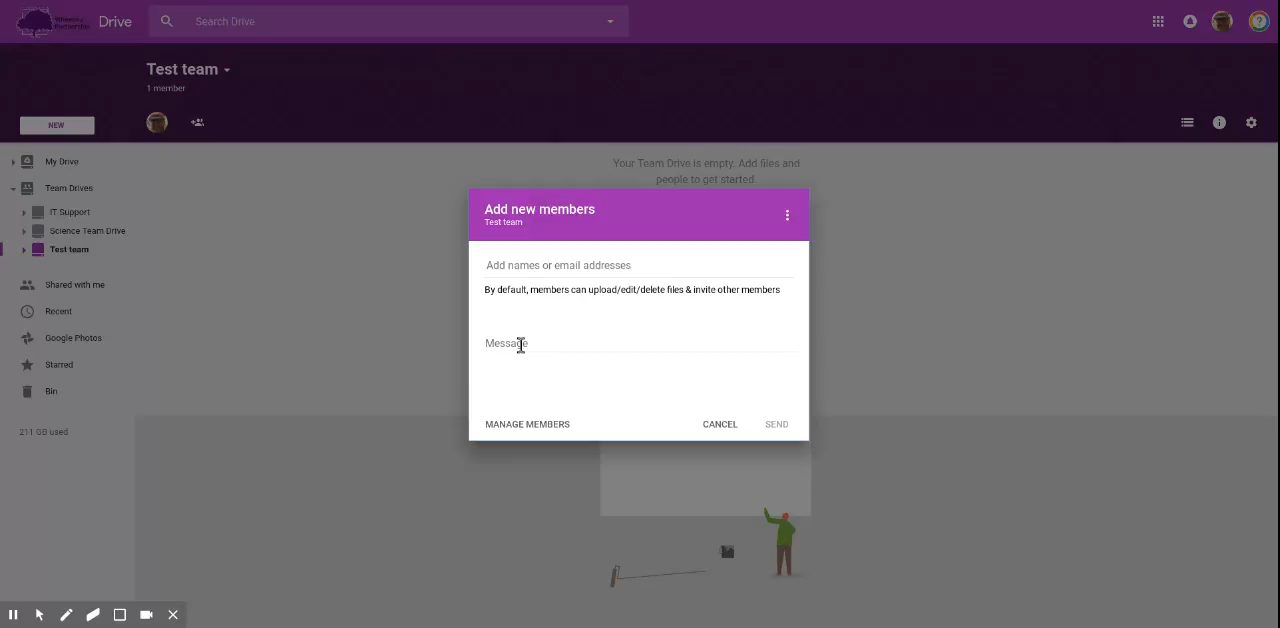 Partnership
Drive
Search Drive
Test team
1 member
NEW
My Drive
Team Drives
IT Support
Science Team Drive
Test team
Shared with me
Recent
Google Photos
Starred
Bin
211 GB used
Your Team Drive is empty. Add files and
people to get started
Add new members
Test team
Add names or email addresses
By default, members can upload/edit/delete files & invite other members
Message
MANAGE MEMBERS
CANCEL
SEND